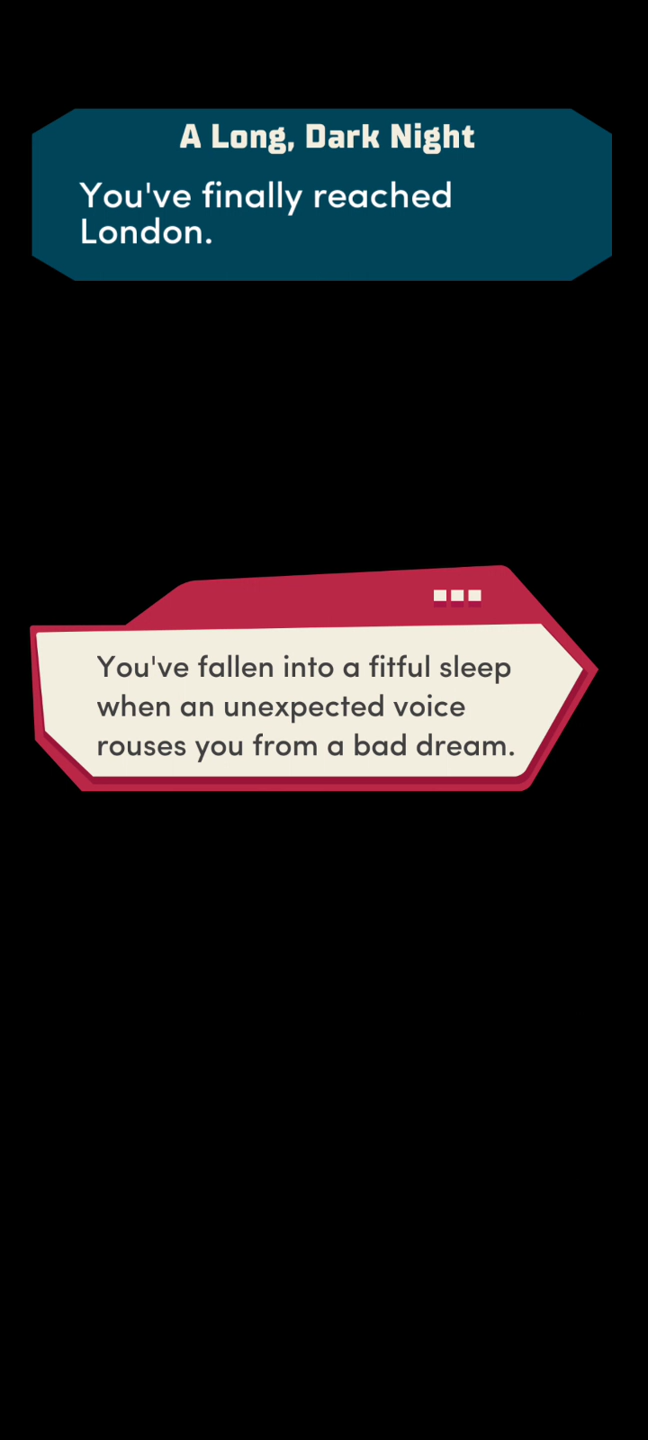 A Long, Dark Night
You've finally reached
London.
You've fallen into a fitful sleep
when an unexpected voice
rouses you from a bad dream.